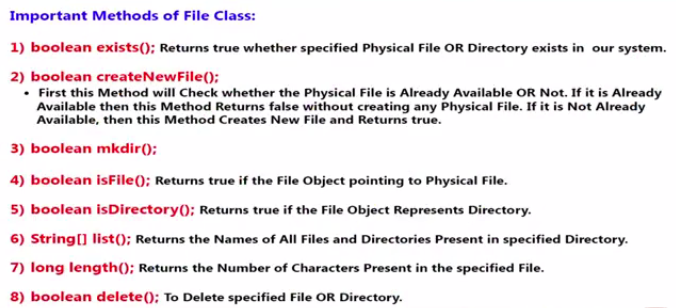 Important Methods of File Class:
1) boolean exists(); Returns true whether specified Physical File OR Directory exists in our system.
2) boolean createNewFile();
• First this Method will Check whether the Physical File is Already Available OR Not. If it is Already
Available then this Method Returns false without creating any Physical File. If it is Not Already
Available, then this Method Creates New File and Returns true.
3) boolean mkdir();
4) boolean isFile(); Returns true if the File Object pointing to Physical File.
5) boolean isDirectory(); Returns true if the File Object Represents Directory.
6) String[] list(); Returns the Names of All Files and Directories Present in specified Directory.
7) long length(); Returns the Number of Characters Present in the specified File.
8) boolean delete(); To Delete specified File OR Directory.